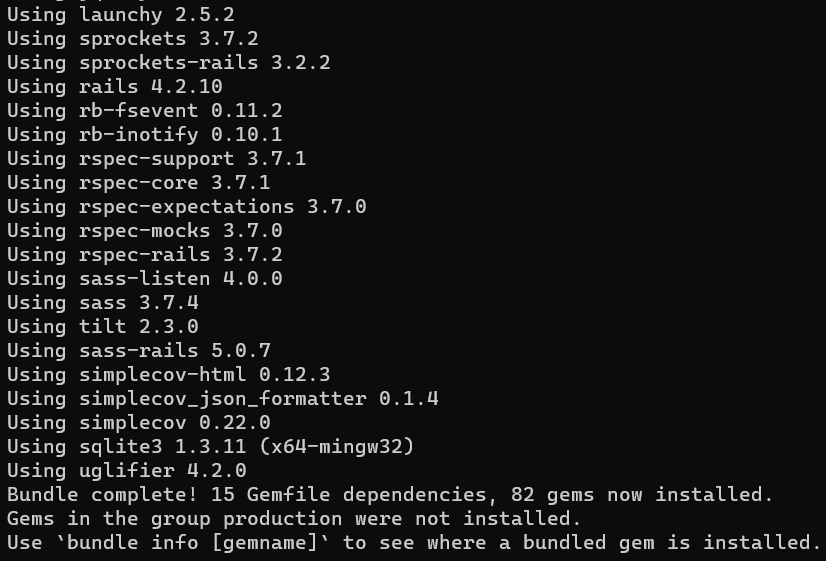 Using launchy 2.5.2
Using sprockets 3.7.2
Using sprockets-rails 3.2.2
Using rails 4.2.10
Using rb-fsevent 0.11.2
Using rb-inotify 0.10.1
Using rspec-support 3.7.1
Using rspec-core 3.7.1
Using rspec-expectations 3.7.0
Using rspec-mocks 3.7.0
Using rspec-rails 3.7.2
Using sass-listen 4.0.0
Using sass 3.7.4
Using tilt 2.3.0
Using sass-rails 5.0.7
Using simplecov-html 0.12.3
Using simplecov_json_formatter 0.1.4
Using simplecov 0.22.0
Using sqlite3 1.3.11 (x64-mingw32)
Using uglifier 4.2.0
Bundle complete! 15 Gemfile dependencies, 82 gems now installed.
Gems in the group production were not installed.
Use `bundle info [gemname]` to see where a bundled gem is installed.